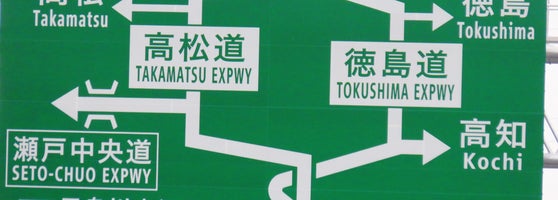 Takamatsu
徳島
Tokushima
高松道
TAKAMATSU EXPWY
徳島道
TOKUSHIMA EXPWY
高知
Kochi
瀬戸中央道
SETO-CHUO EXPWY